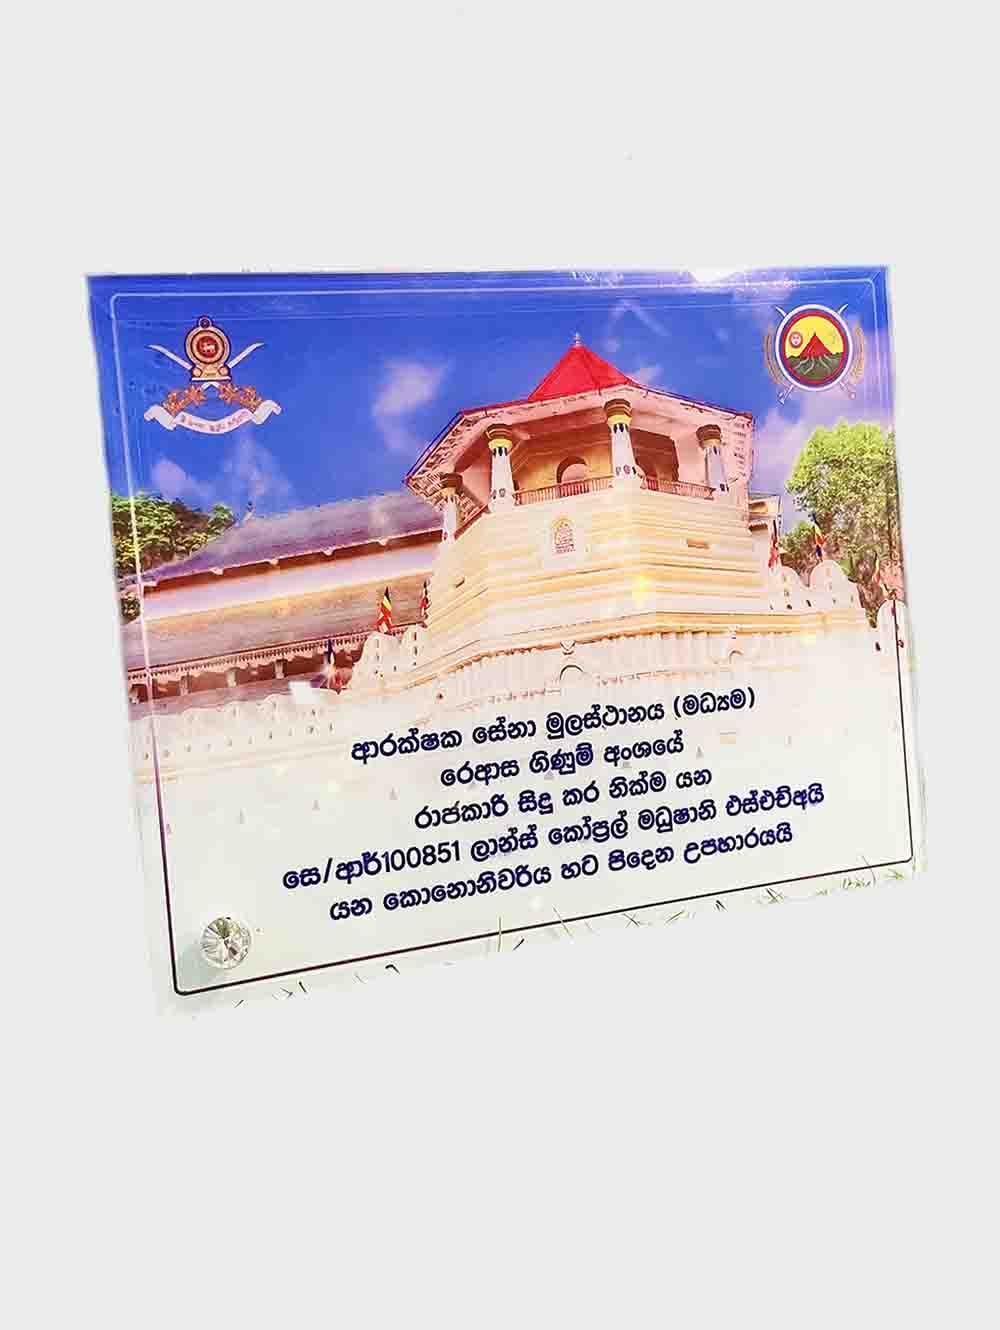 ආරක්ෂක සේනා මුලස්ථානය (මධ්‍යම)
රෙආස ගිණුම් අංශයේ
රාජකාරි සිදු කර නික්ම යන
සෙ/ආර්100851 ලාන්ස් කෝප්‍රල් මධුෂානි එස්එච්අයි
යන කොනොනිවරිය හට පිදෙන උපහාරයයි